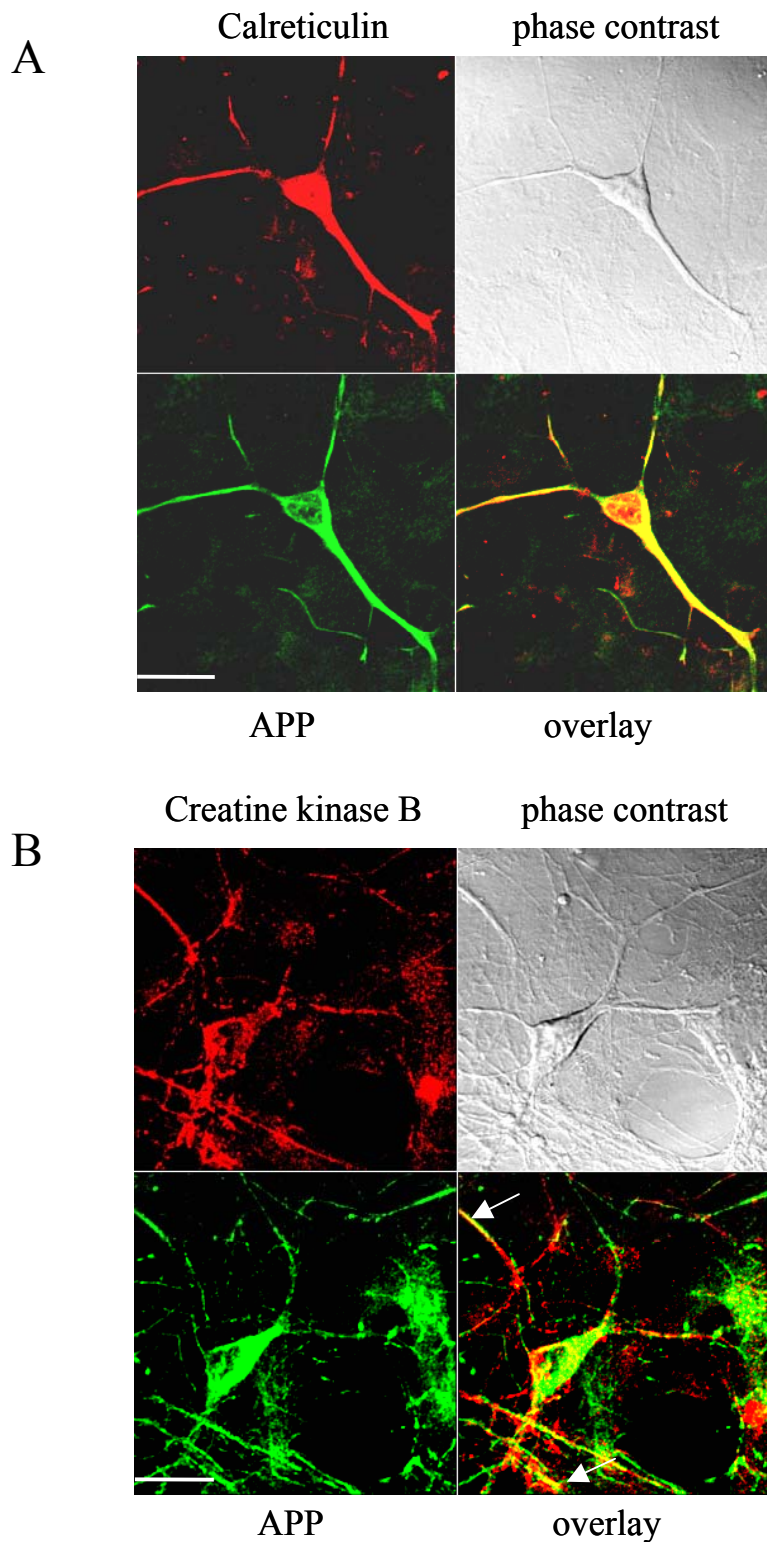 A
Calreticulin phase contrast
APP overlay
B
Creatine kinase B phase contrast
APP overlay